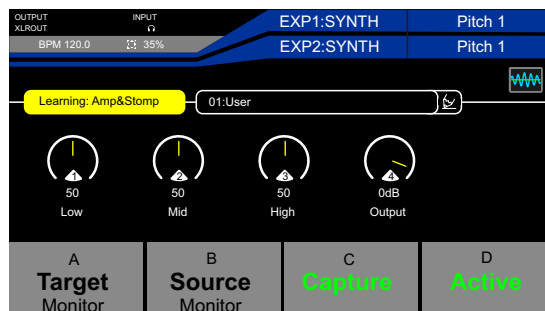 OUTPUT
XLROUT
INPUT
EXP1:SYNTH
Pitch 1
BPM 120.0
35%
EXP2:SYNTH
Pitch 1
Learning: Amp&Stomp
01:User
1
2
3
4
50
50
50
0dB
Low
Mid
High
Output
A
B
C
D
Target
Source
Capture
Active
Monitor
Monitor